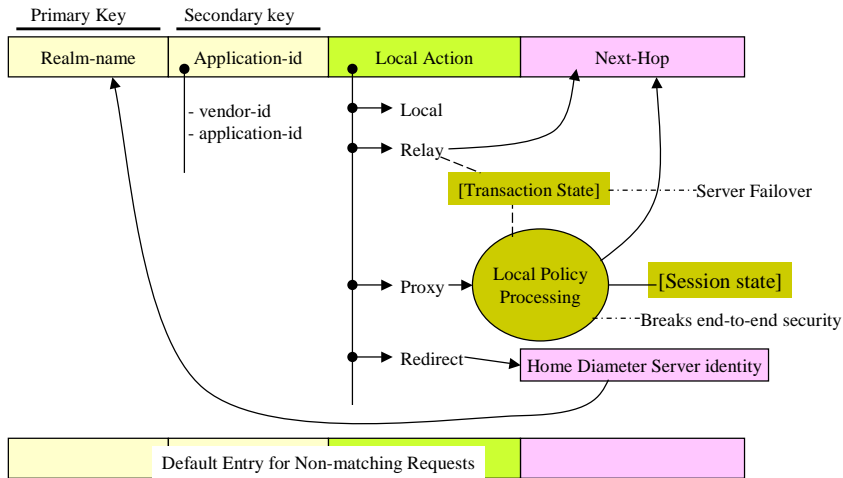 Primary Key
Secondary key
Realm-name
Application-id
Local Action
Next-Hop
- vendor-id
- application-id
Local
Relay
[Transaction State]
Server Failover
Proxy
Local Policy
Processing
[Session state]
Breaks end-to-end security
Redirect
Home Diameter Server identity
Default Entry for Non-matching Requests